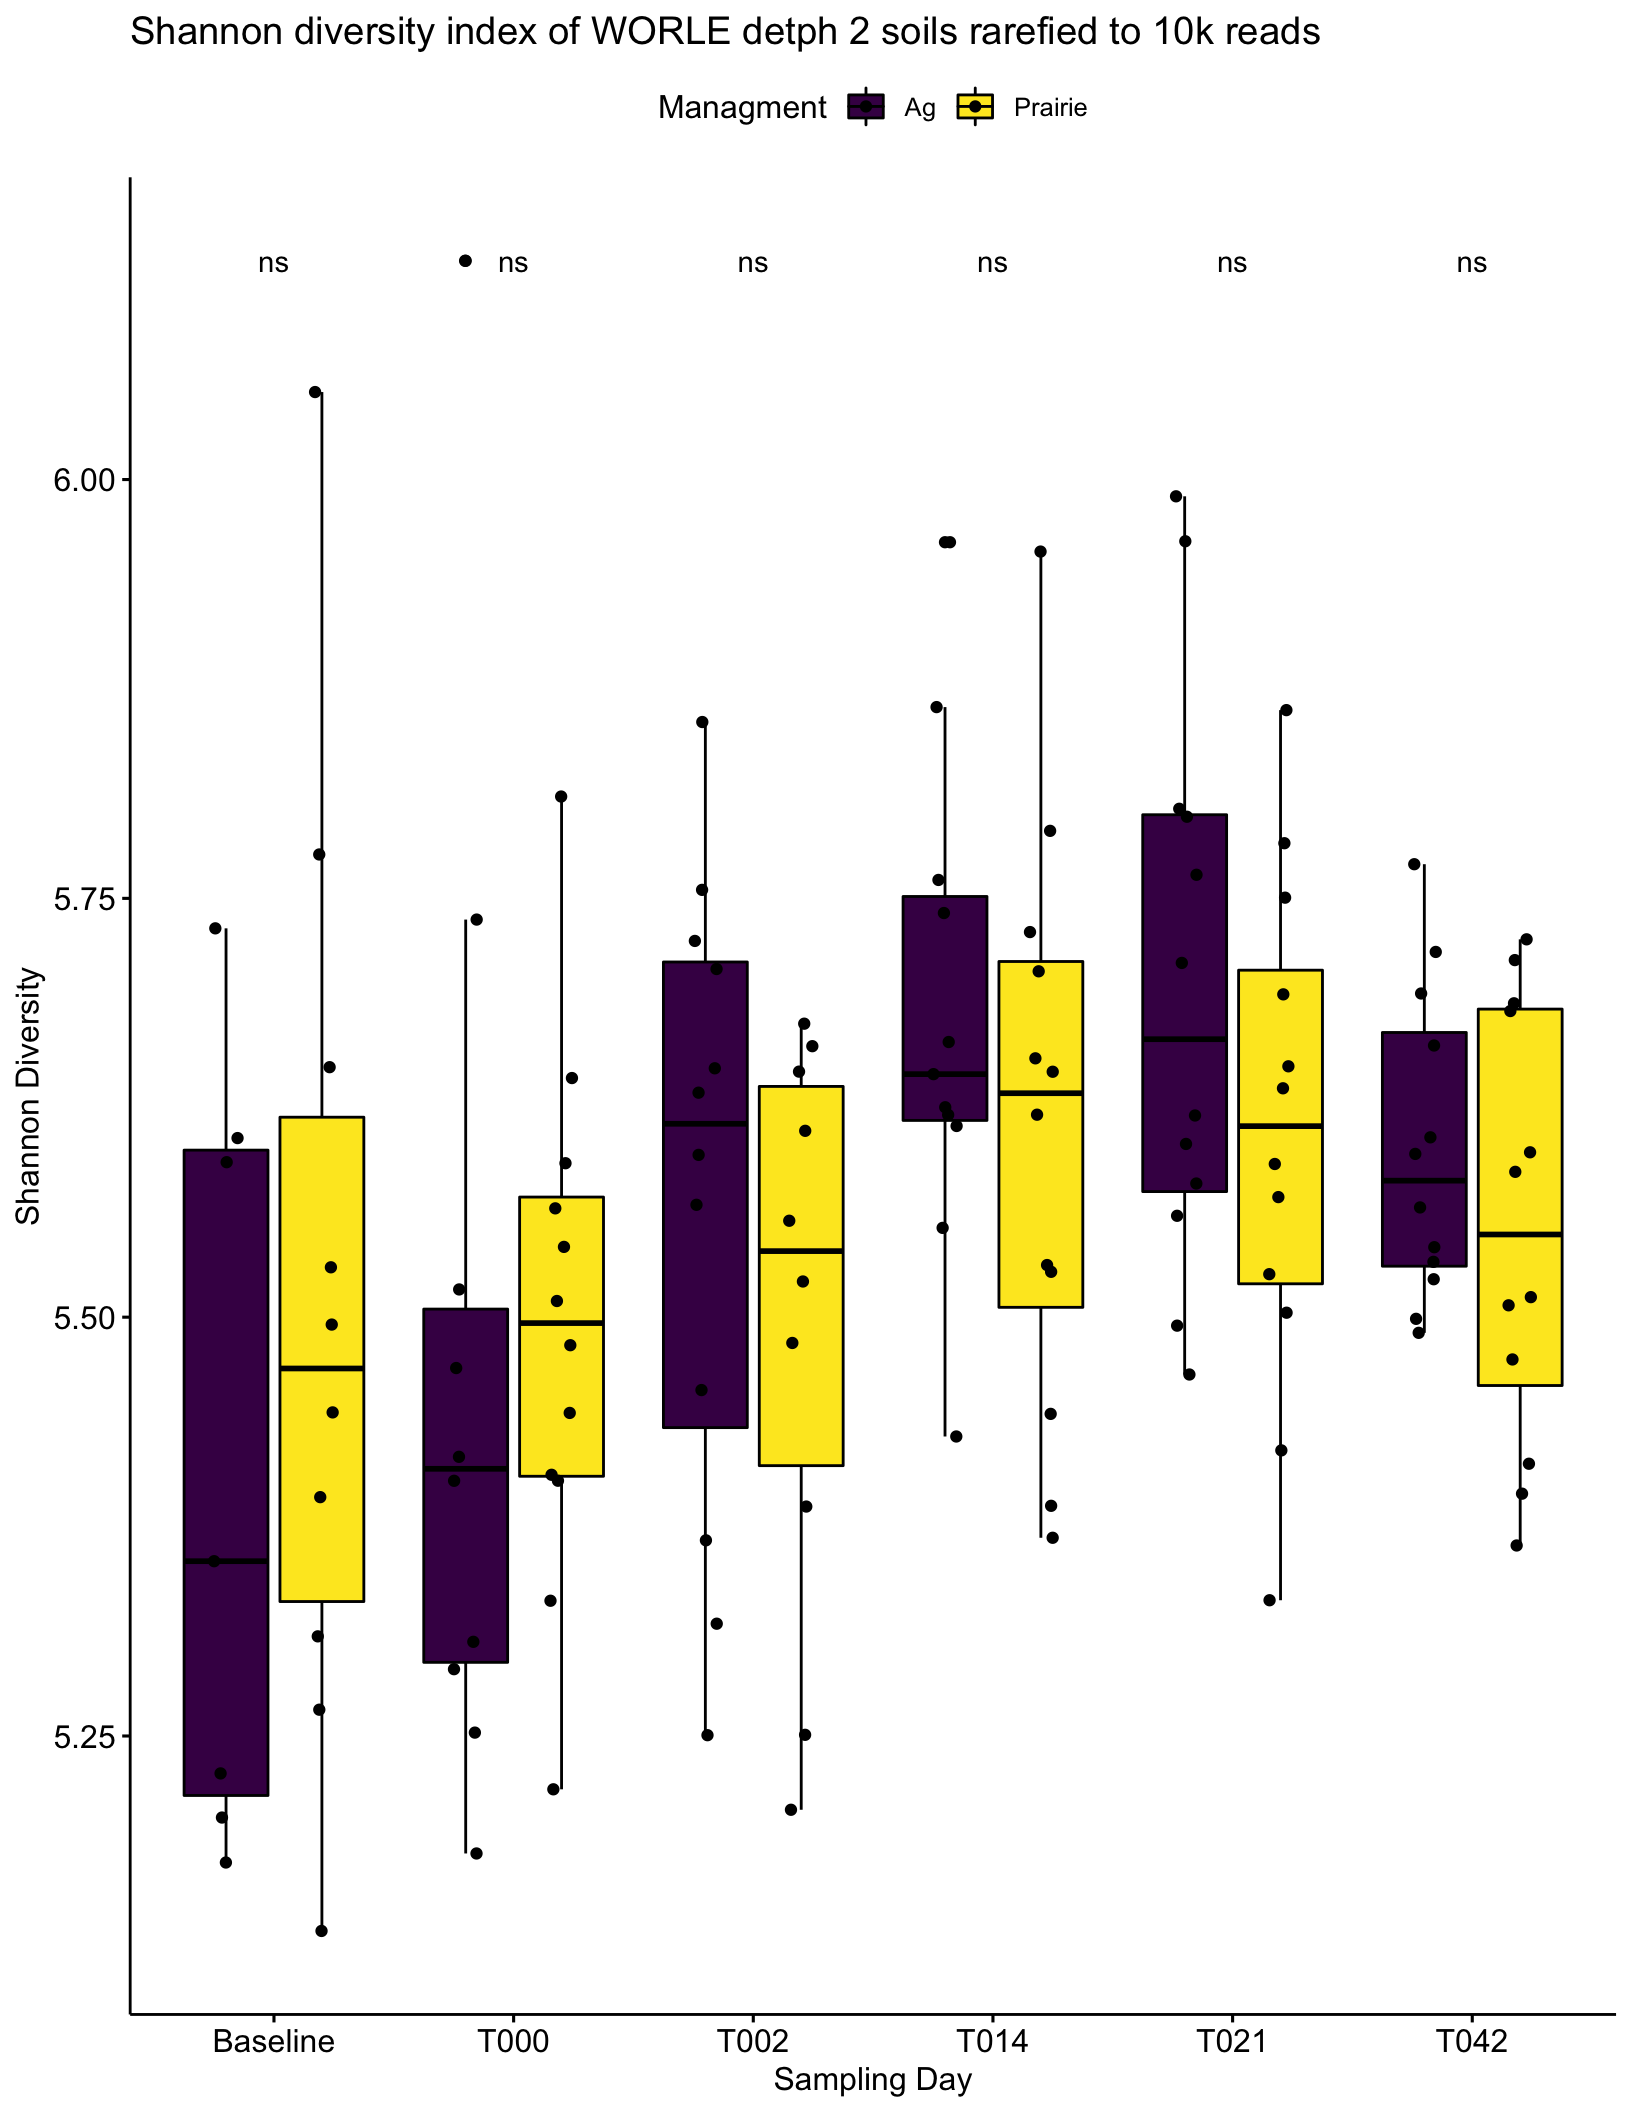 Shannon diversity index of WORLE detph 2 soils rarefied to 10k reads
Managment Ag Prairie
ns ns ns ns ns ns
6.00
5.75
5.50
5.25
Shannon Diversity
Baseline T000 T002 T014 T021 T042
Sampling Day